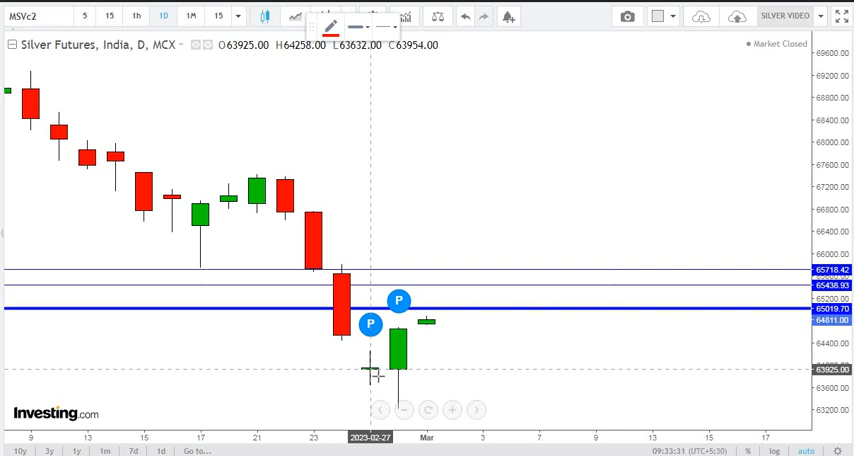 MSVc2 5 15 1h 1D 1M 15 SILVER VIDEO
Silver Futures, India, D, MCX O63925.00 H64258.00 L63632.00 C63954.00
Market Closed
69600.00
69200.00
68800.00
68400.00
68000.00
67600.00
67200.00
66800.00
66400.00
66000.00
65718.42
65438.93
65200.00
65019.70
64811.00
64400.00
63925.00
63600.00
63200.00
P
P
Investing.com
9 13 15 17 21 23 2023-02-27 Mar 3 7 9 13 15 17
10y 3y 1y 1m 7d 1d Go to... 09:33:31 (UTC+5:30) % log auto